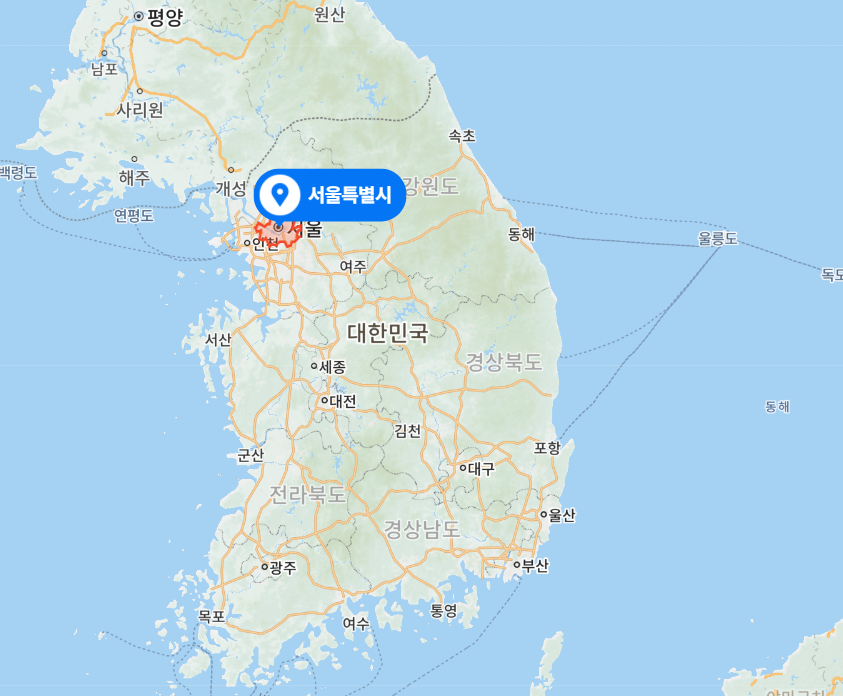 평양
원산
남포
사리원
속초
백령도
해주
개성
서울특별시
강원도
연평도
서울
인천
동해
울릉도
여주
독도
대한민국
서산
경상북도
세종
대전
동해
김천
군산
포항
대구
전라북도
울산
경상남도
광주
부산
목포
여수
통영